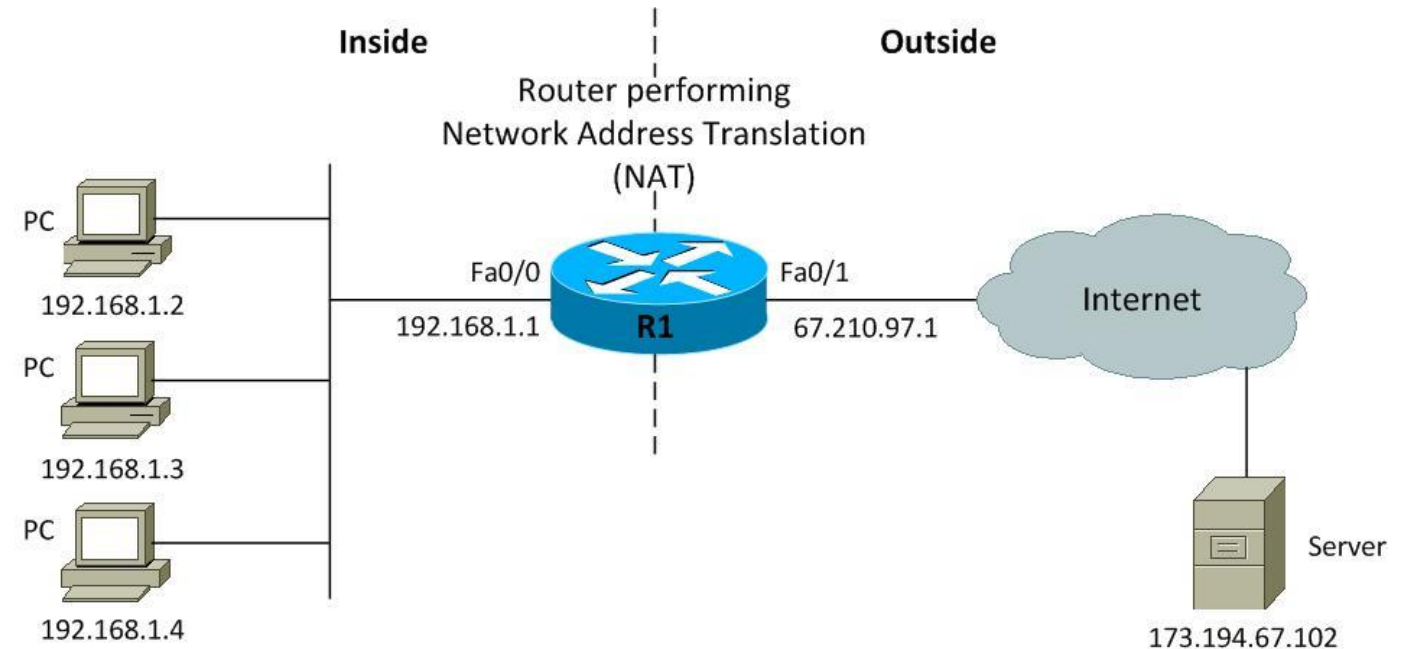 Inside
Outside
Router performing
Network Address Translation
(NAT)
PC
192.168.1.2
PC
192.168.1.3
PC
192.168.1.4
Fa0/0
192.168.1.1
R1
Fa0/1
67.210.97.1
Internet
Server
173.194.67.102